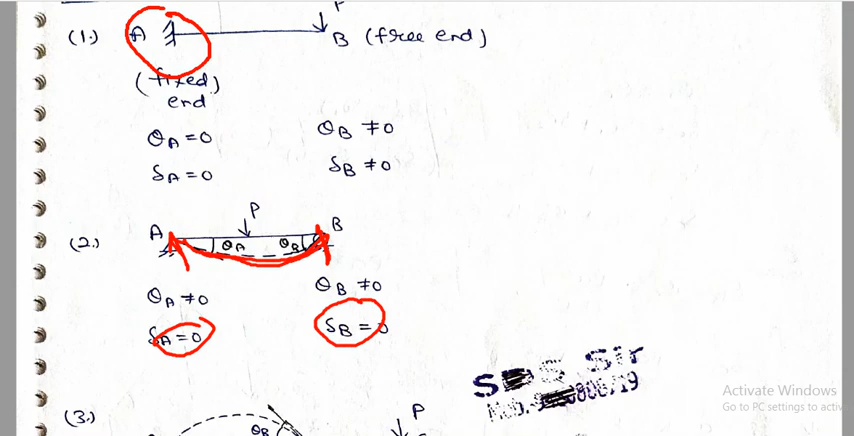 P
(1.) A B (free end)
(fixed)
end
θA = 0 θB ≠ 0
δA = 0 δB ≠ 0
P
(2.) A B
θA θB
θA ≠ 0 θB ≠ 0
δA = 0 δB = 0
Sir
Activate Windows
Go to PC settings to activ
(3.) P
θB